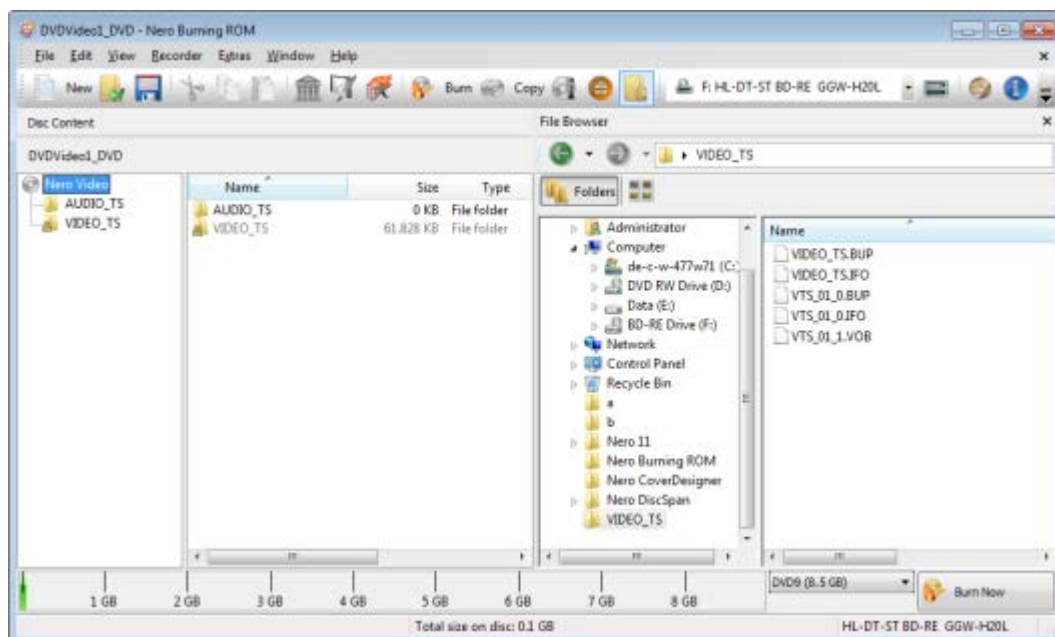 DVDVideo1_DVD - Nero Burning ROM
File Edit View Recorder Extras Window Help
New Burn Copy F: HL-DT-ST BD-RE GGW-H20L
Disc Content
File Browser
DVDVideo1_DVD
VIDEO_TS
Nero Video
AUDIO_TS
VIDEO_TS
Name Size Type
AUDIO_TS 0 KB File folder
VIDEO_TS 61.828 KB File folder
Folders
Administrator
Computer
de-c-w-477w71 (C:
DVD RW Drive (D:)
Data (E:)
BD-RE Drive (F:)
Network
Control Panel
Recycle Bin
a
b
Nero 11
Nero Burning ROM
Nero CoverDesigner
Nero DiscSpan
VIDEO_TS
Name
VIDEO_TS.BUP
VIDEO_TS.IFO
VTS_01_0.BUP
VTS_01_0.IFO
VTS_01_1.VOB
1 GB 2 GB 3 GB 4 GB 5 GB 6 GB 7 GB 8 GB
DVD9 (8.5 GB)
Burn Now
Total size on disc: 0.1 GB
HL-DT-ST BD-RE GGW-H20L